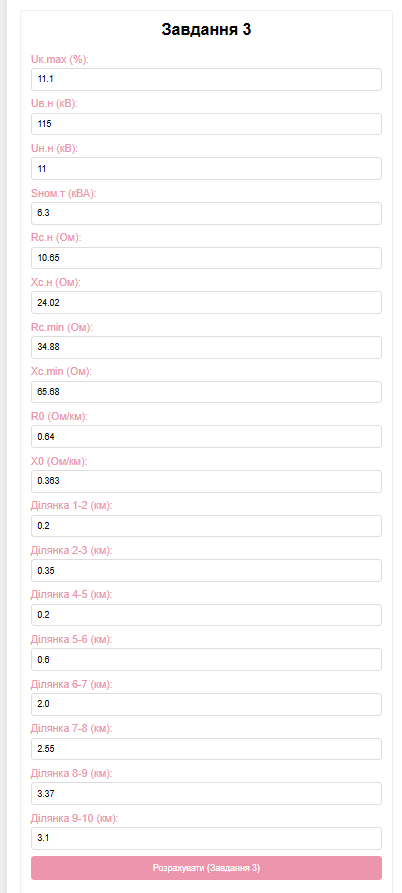 Завдання 3
Uк.max (%):
11.1
Uв.н (кВ):
115
Uн.н (кВ):
11
Sном.т (кВА):
6.3
Rс.н (Ом):
10.65
Xс.н (Ом):
24.02
Rс.min (Ом):
34.88
Xс.min (Ом):
65.68
R0 (Ом/км):
0.64
X0 (Ом/км):
0.363
Ділянка 1-2 (км):
0.2
Ділянка 2-3 (км):
0.35
Ділянка 4-5 (км):
0.2
Ділянка 5-6 (км):
0.6
Ділянка 6-7 (км):
2.0
Ділянка 7-8 (км):
2.55
Ділянка 8-9 (км):
3.37
Ділянка 9-10 (км):
3.1
Розрахувати (Завдання 3)